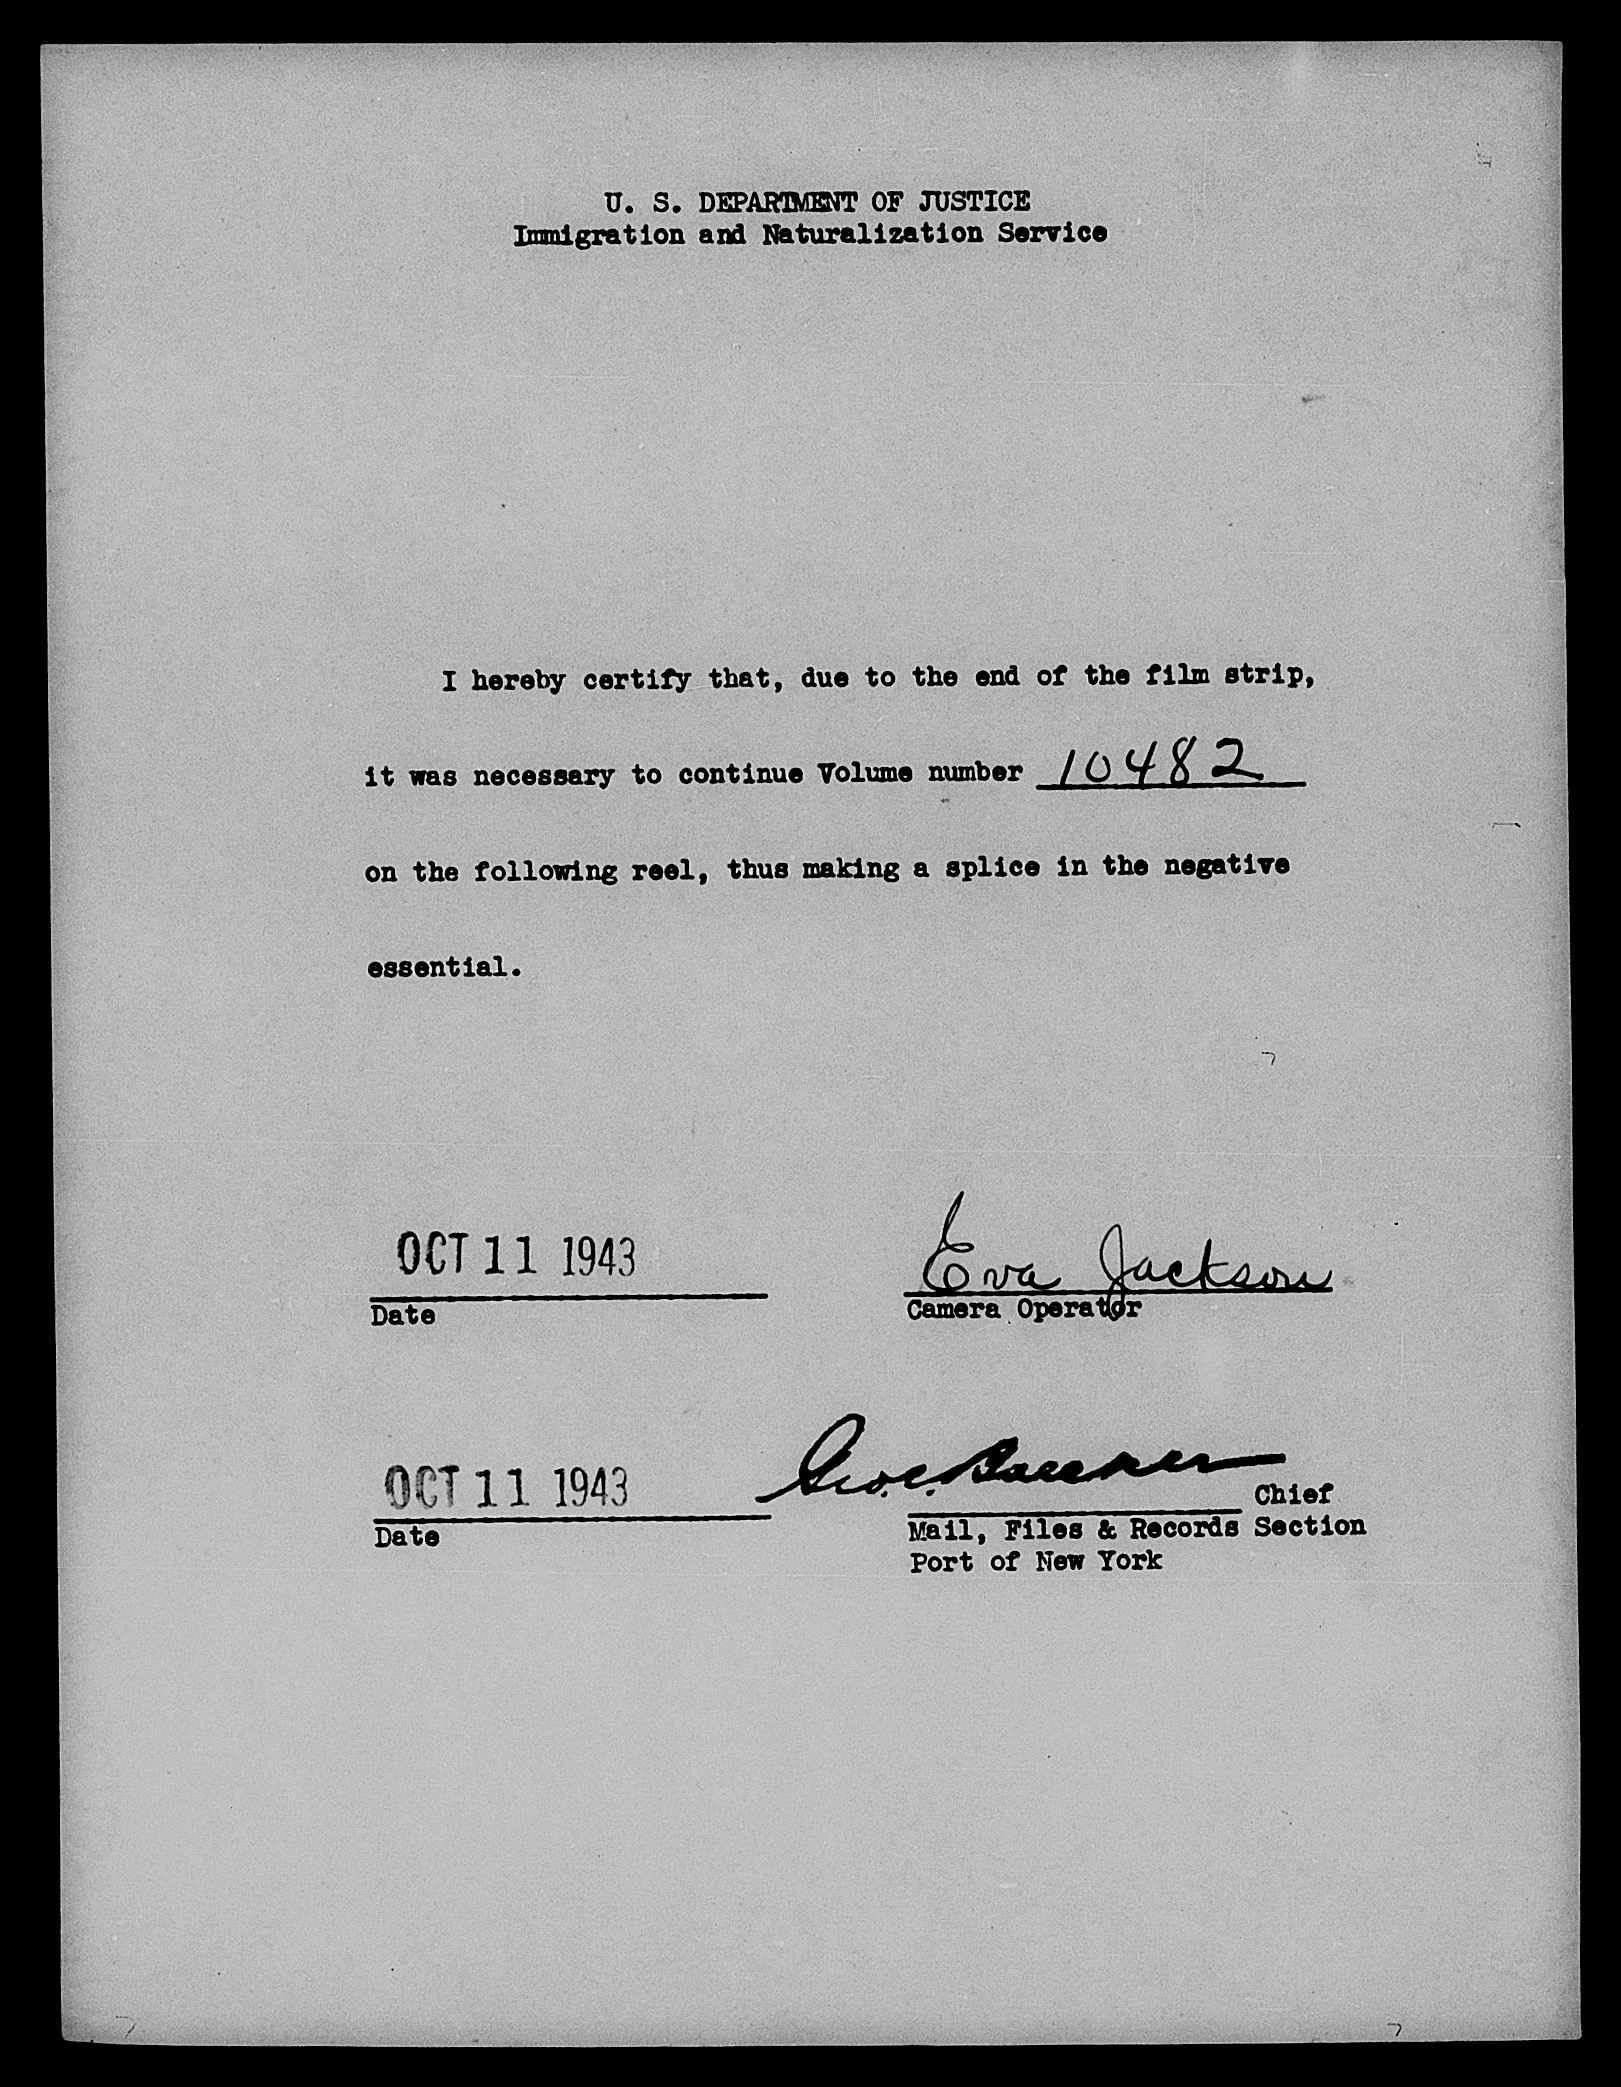 U. S. DEPARTMENT OF JUSTICE
Immigration and Naturalization Service
I hereby certify that, due to the end of the film strip,
it was necessary to continue Volume number 10482
on the following reel, thus making a splice in the negative
essential.
OCT 11 1943 Eva Jackson
Date Camera Operator
OCT 11 1943 Geo. C. Chief
Date Mail, Files & Records Section
Port of New York